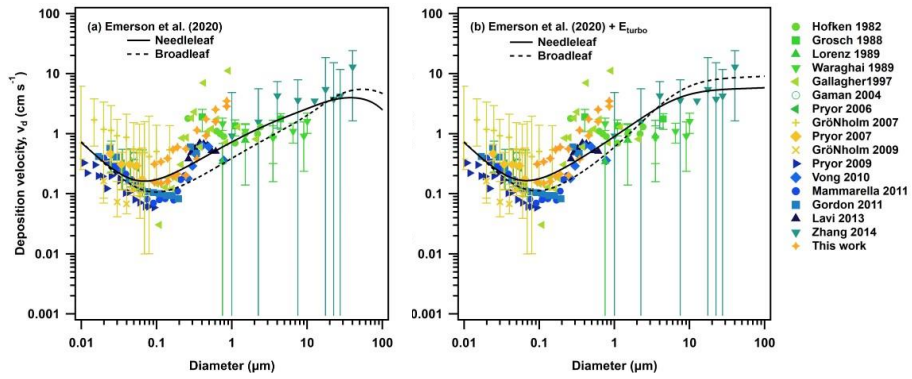 (a) Emerson et al. (2020)
Needleleaf
Broadleaf
Deposition velocity, vd (cm s-1)
10
1
0.1
0.01
0.001
0.01 0.1 1 10 100
Diameter (µm)
(b) Emerson et al. (2020) + Eturbo
Needleleaf
Broadleaf
10
1
0.1
0.01
0.001
0.01 0.1 1 10 100
Diameter (µm)
Hofken 1982
Grosch 1988
Lorenz 1989
Waraghai 1989
Gallagher1997
Gaman 2004
Pryor 2006
GröNholm 2007
Pryor 2007
GröNholm 2009
Pryor 2009
Vong 2010
Mammarella 2011
Gordon 2011
Lavi 2013
Zhang 2014
This work